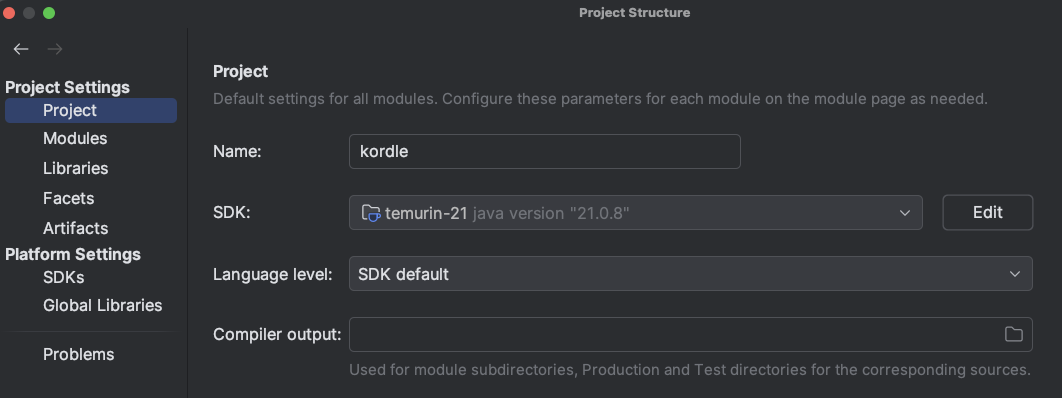 Project Structure
Project Settings
Project
Modules
Libraries
Facets
Artifacts
Platform Settings
SDKs
Global Libraries
Problems
Project
Default settings for all modules. Configure these parameters for each module on the module page as needed.
Name: kordle
SDK: temurin-21 java version "21.0.8" Edit
Language level: SDK default
Compiler output:
Used for module subdirectories, Production and Test directories for the corresponding sources.